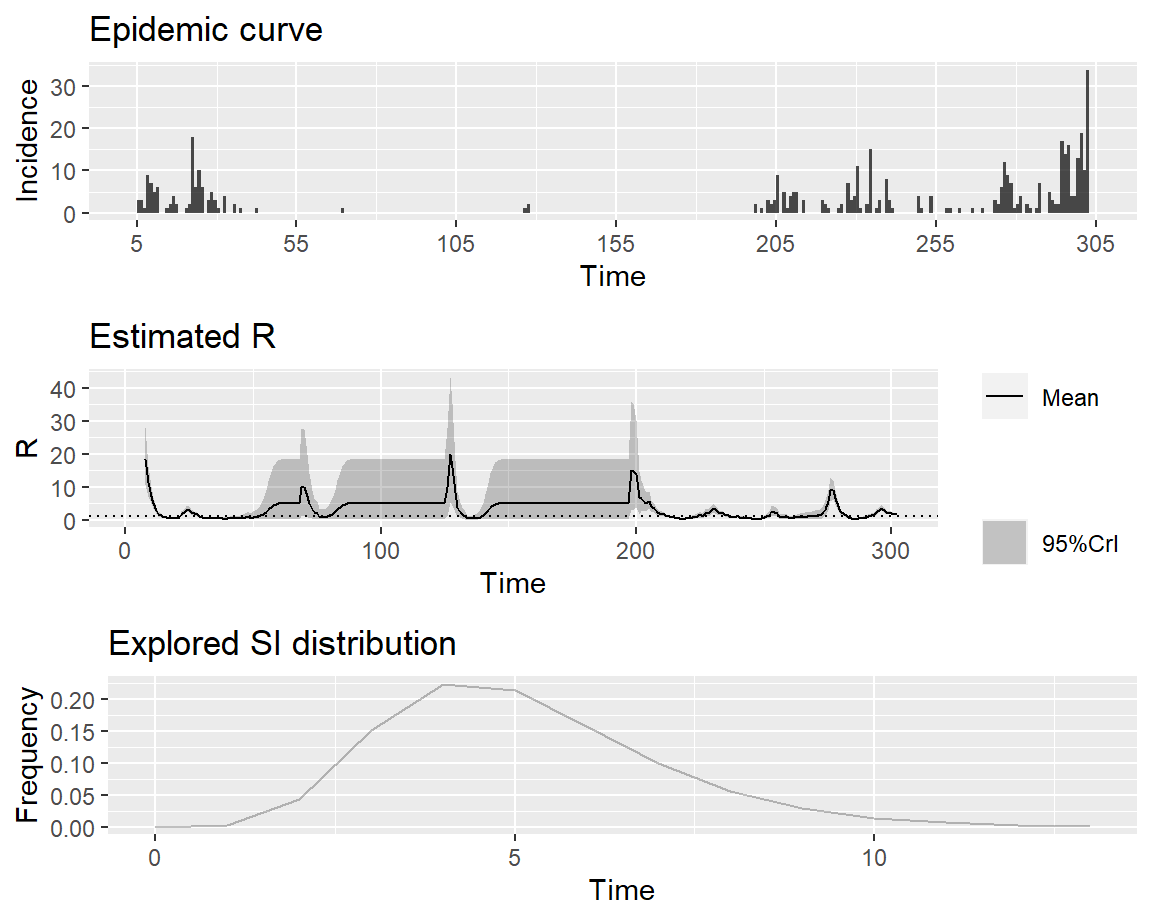 Epidemic curve
30
20
10
0
Incidence
5 55 105 155 205 255 305
Time
Estimated R
40
30
20
10
0
R
0 100 200 300
Time
Mean
95%CrI
Explored SI distribution
0.20
0.15
0.10
0.05
0.00
Frequency
0 5 10
Time